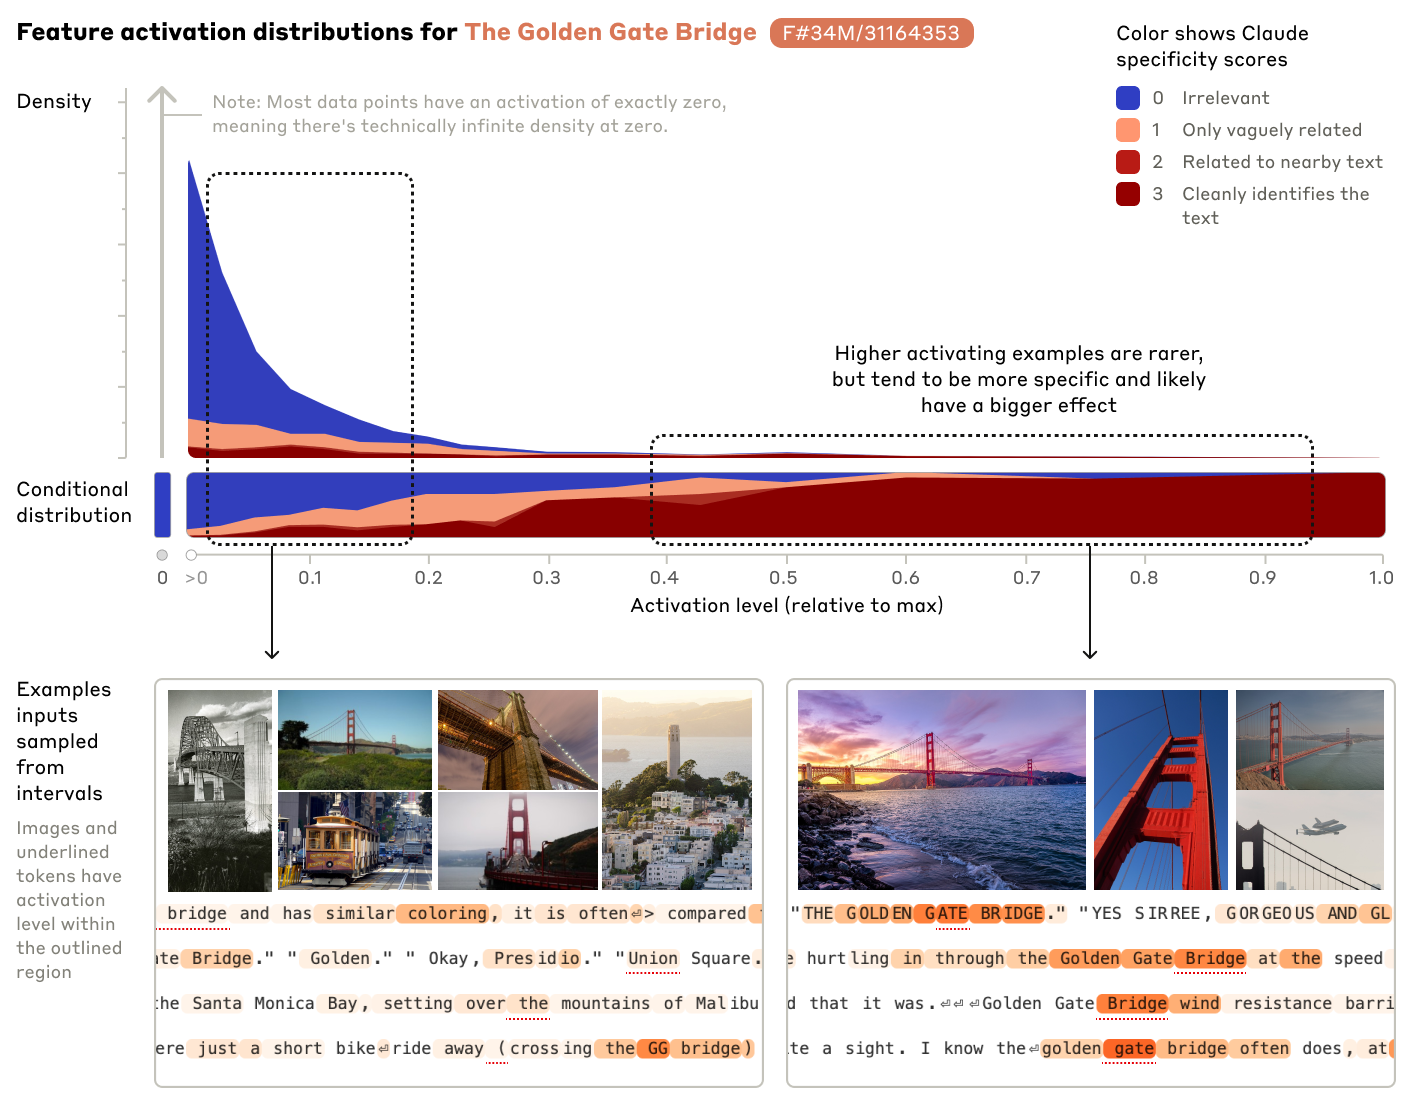 Feature activation distributions for The Golden Gate Bridge F#34M/31164353
Color shows Claude
specificity scores
0 Irrelevant
1 Only vaguely related
2 Related to nearby text
3 Cleanly identifies the
text
Density
Note: Most data points have an activation of exactly zero,
meaning there's technically infinite density at zero.
Higher activating examples are rarer,
but tend to be more specific and likely
have a bigger effect
Conditional
distribution
0 >0 0.1 0.2 0.3 0.4 0.5 0.6 0.7 0.8 0.9 1.0
Activation level (relative to max)
Examples
inputs
sampled
from
intervals
Images and
underlined
tokens have
activation
level within
the outlined
region
bridge and has similar coloring, it is often⏎> compared
ate Bridge." " Golden." " Okay, Presidio." "Union Square.
the Santa Monica Bay, setting over the mountains of Malibu
ere just a short bike⏎ride away (crossing the GG bridge)
"THE GOLDEN GATE BRIDGE." "YES SIRREE, GORGEOUS AND GL
e hurtling in through the Golden Gate Bridge at the speed
d that it was.⏎⏎⏎Golden Gate Bridge wind resistance barri
te a sight. I know the⏎golden gate bridge often does, at